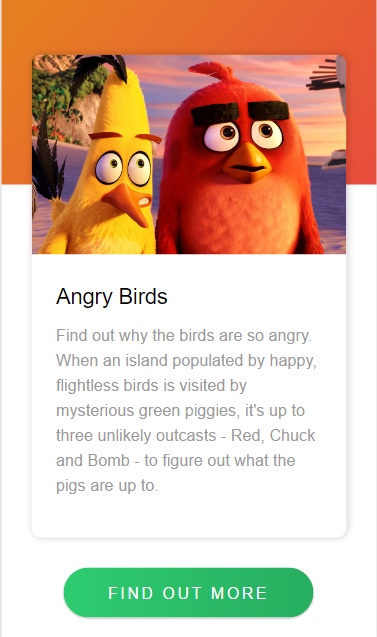 Angry Birds
Find out why the birds are so angry.
When an island populated by happy,
flightless birds is visited by
mysterious green piggies, it's up to
three unlikely outcasts - Red, Chuck
and Bomb - to figure out what the
pigs are up to.
FIND OUT MORE